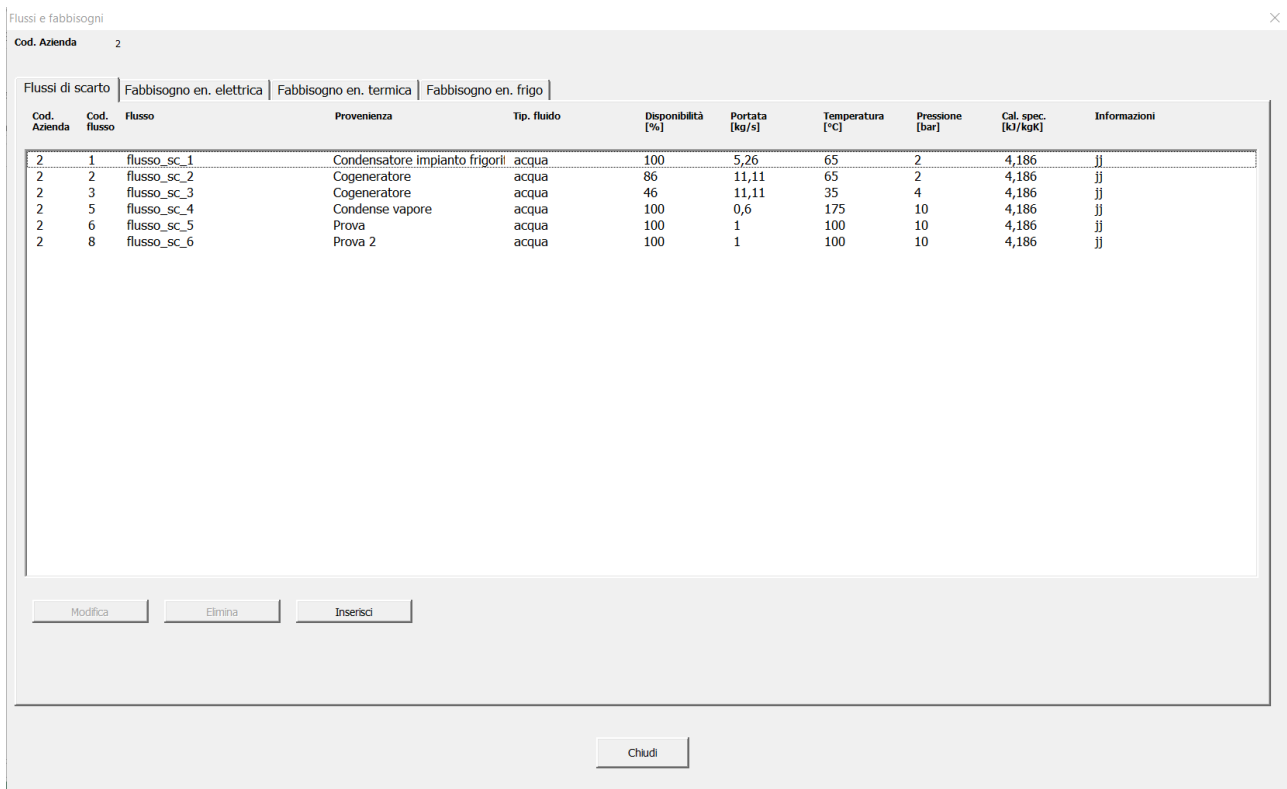 Flussi e fabbisogni
Cod. Azienda 2
Flussi di scarto Fabbisogno en. elettrica Fabbisogno en. termica Fabbisogno en. frigo
Cod. Azienda Cod. flusso Flusso Provenienza Tip. fluido Disponibilità [%] Portata [kg/s] Temperatura [°C] Pressione [bar] Cal. spec. [kJ/kgK] Informazioni
2 1 flusso_sc_1 Condensatore impianto frigorif acqua 100 5,26 65 2 4,186 jj
2 2 flusso_sc_2 Cogeneratore acqua 86 11,11 65 2 4,186 jj
2 3 flusso_sc_3 Cogeneratore acqua 46 11,11 35 4 4,186 jj
2 5 flusso_sc_4 Condense vapore acqua 100 0,6 175 10 4,186 jj
2 6 flusso_sc_5 Prova acqua 100 1 100 10 4,186 jj
2 8 flusso_sc_6 Prova 2 acqua 100 1 100 10 4,186 jj
Modifica Elimina Inserisci
Chiudi